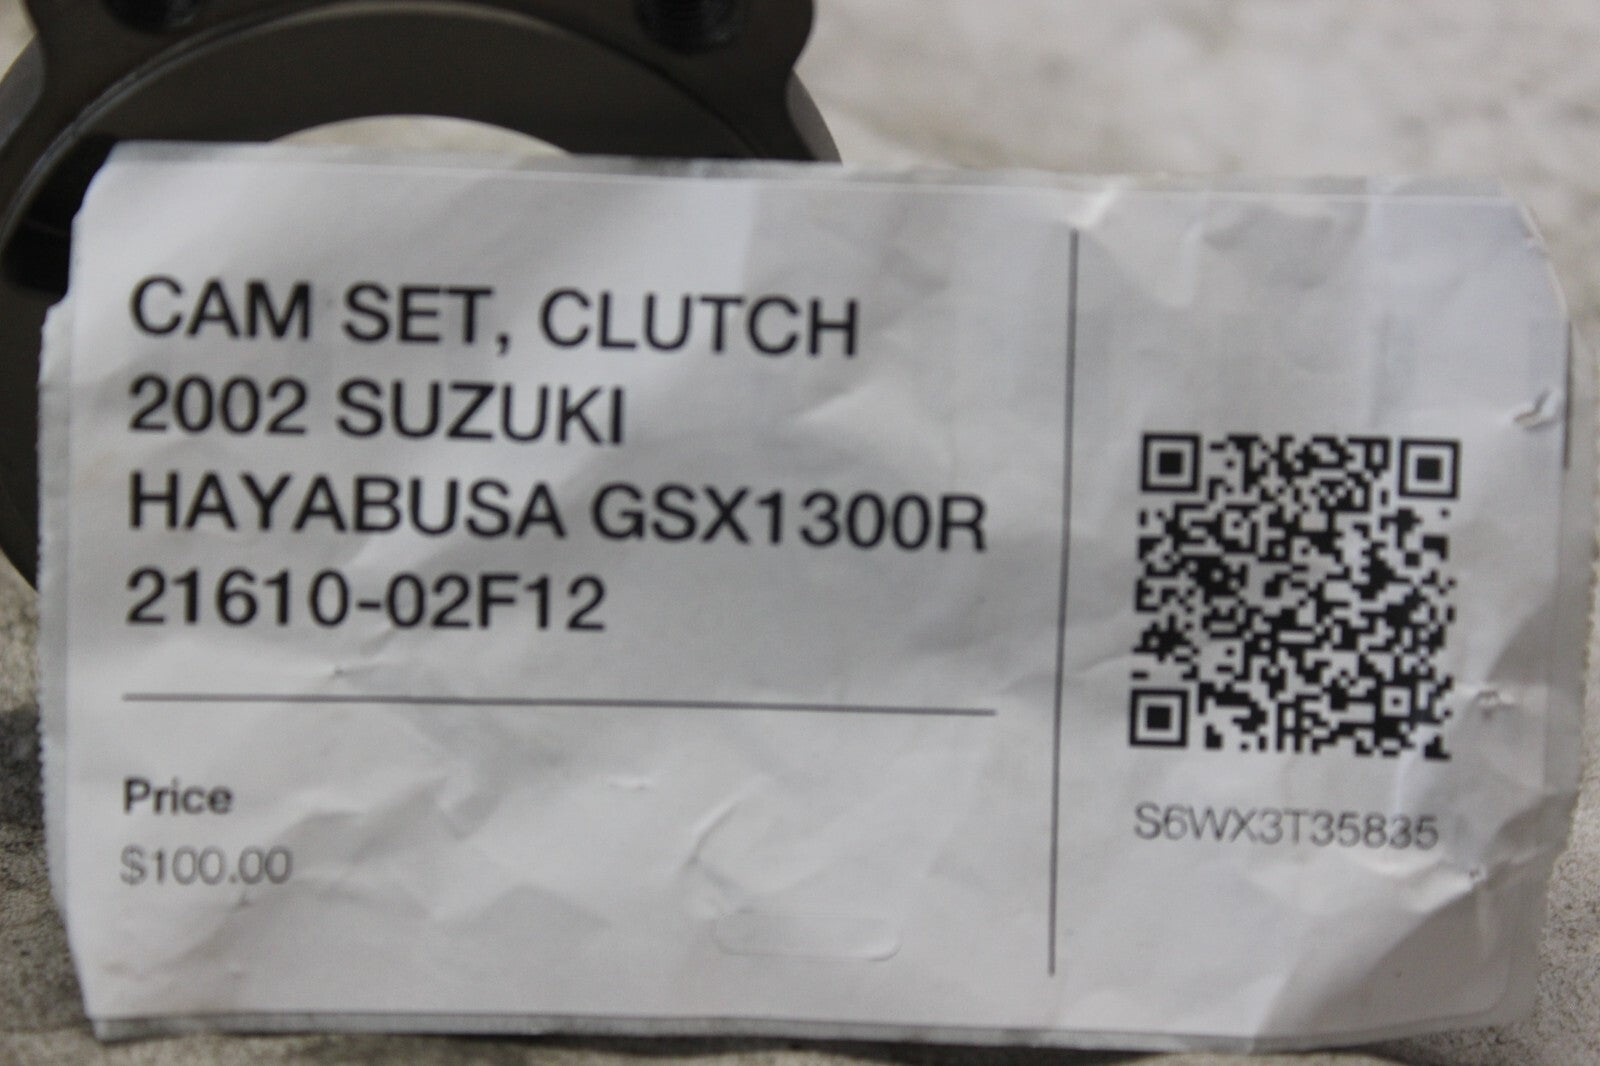 CAM SET, CLUTCH
2002 SUZUKI
HAYABUSA GSX1300R
21610-02F12
Price
$100.00
S6WX3T35835